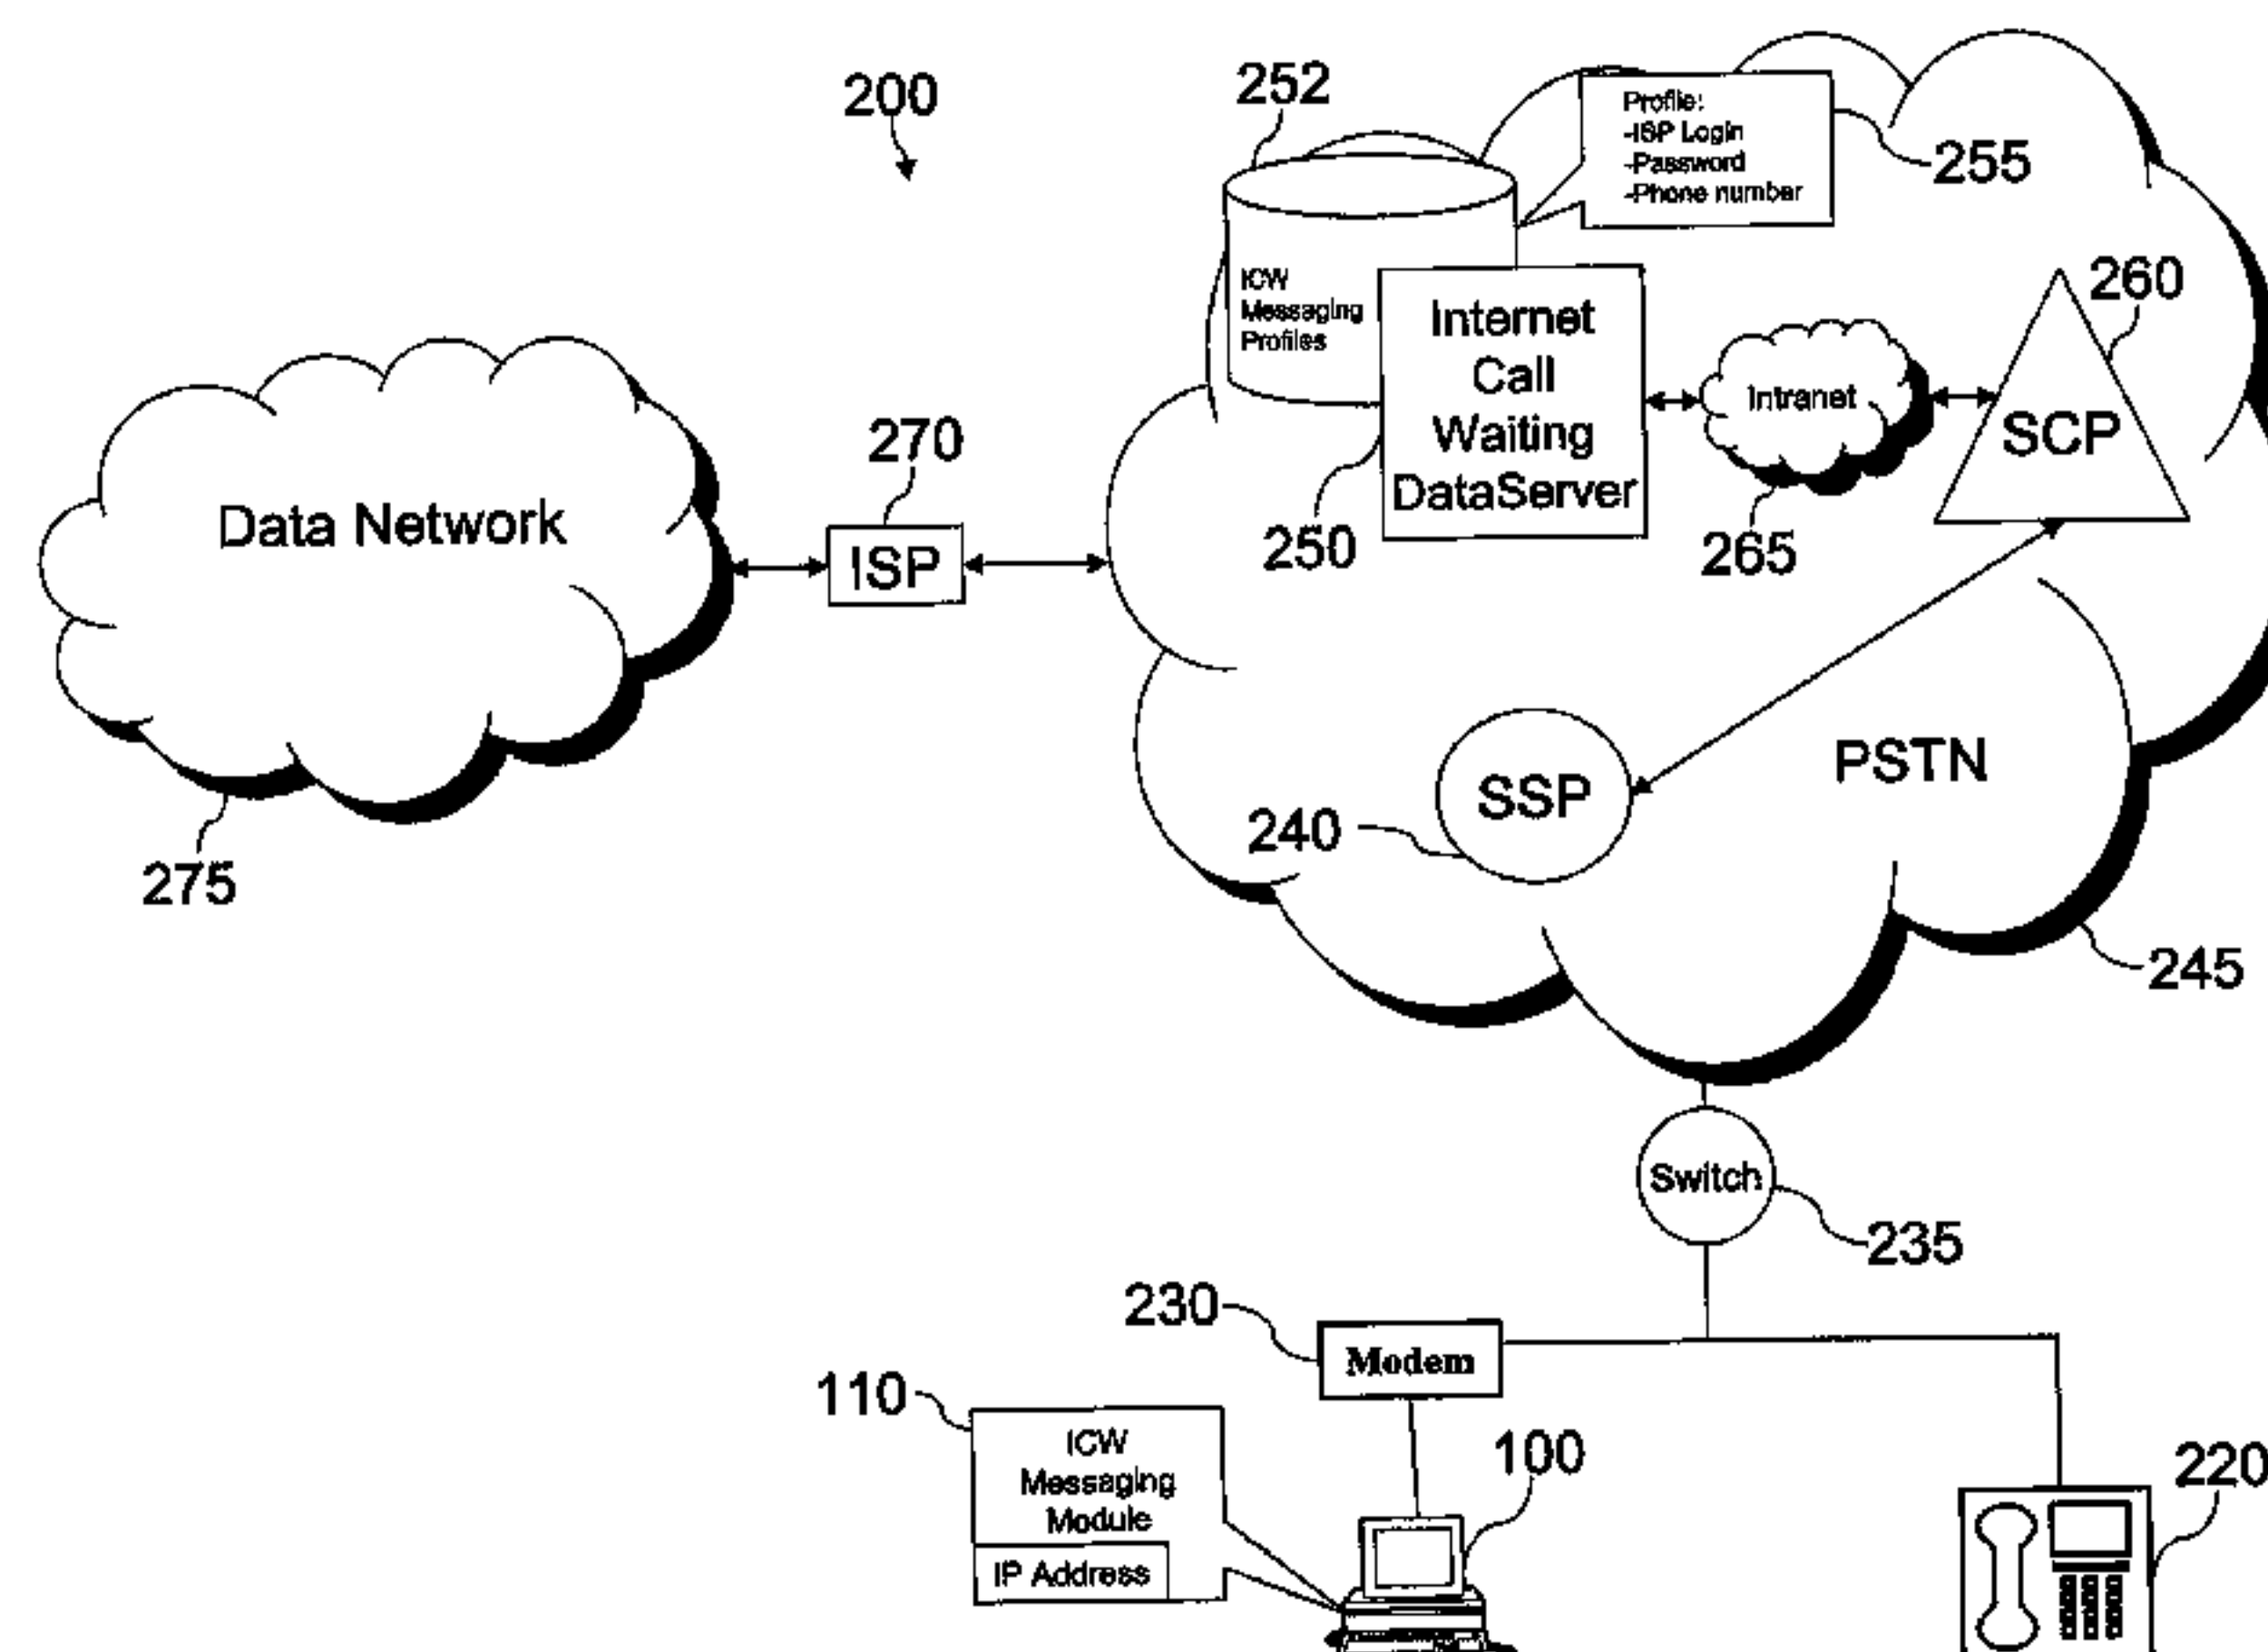 200
252
Profile:
-ISP Login
-Password
-Phone number
255
ICW
Messaging
Profiles
Internet
Call
Waiting
DataServer
250
Intranet
265
260
SCP
Data Network
275
270
ISP
SSP
240
PSTN
245
Switch
235
230
Modem
110
ICW
Messaging
Module
IP Address
100
220